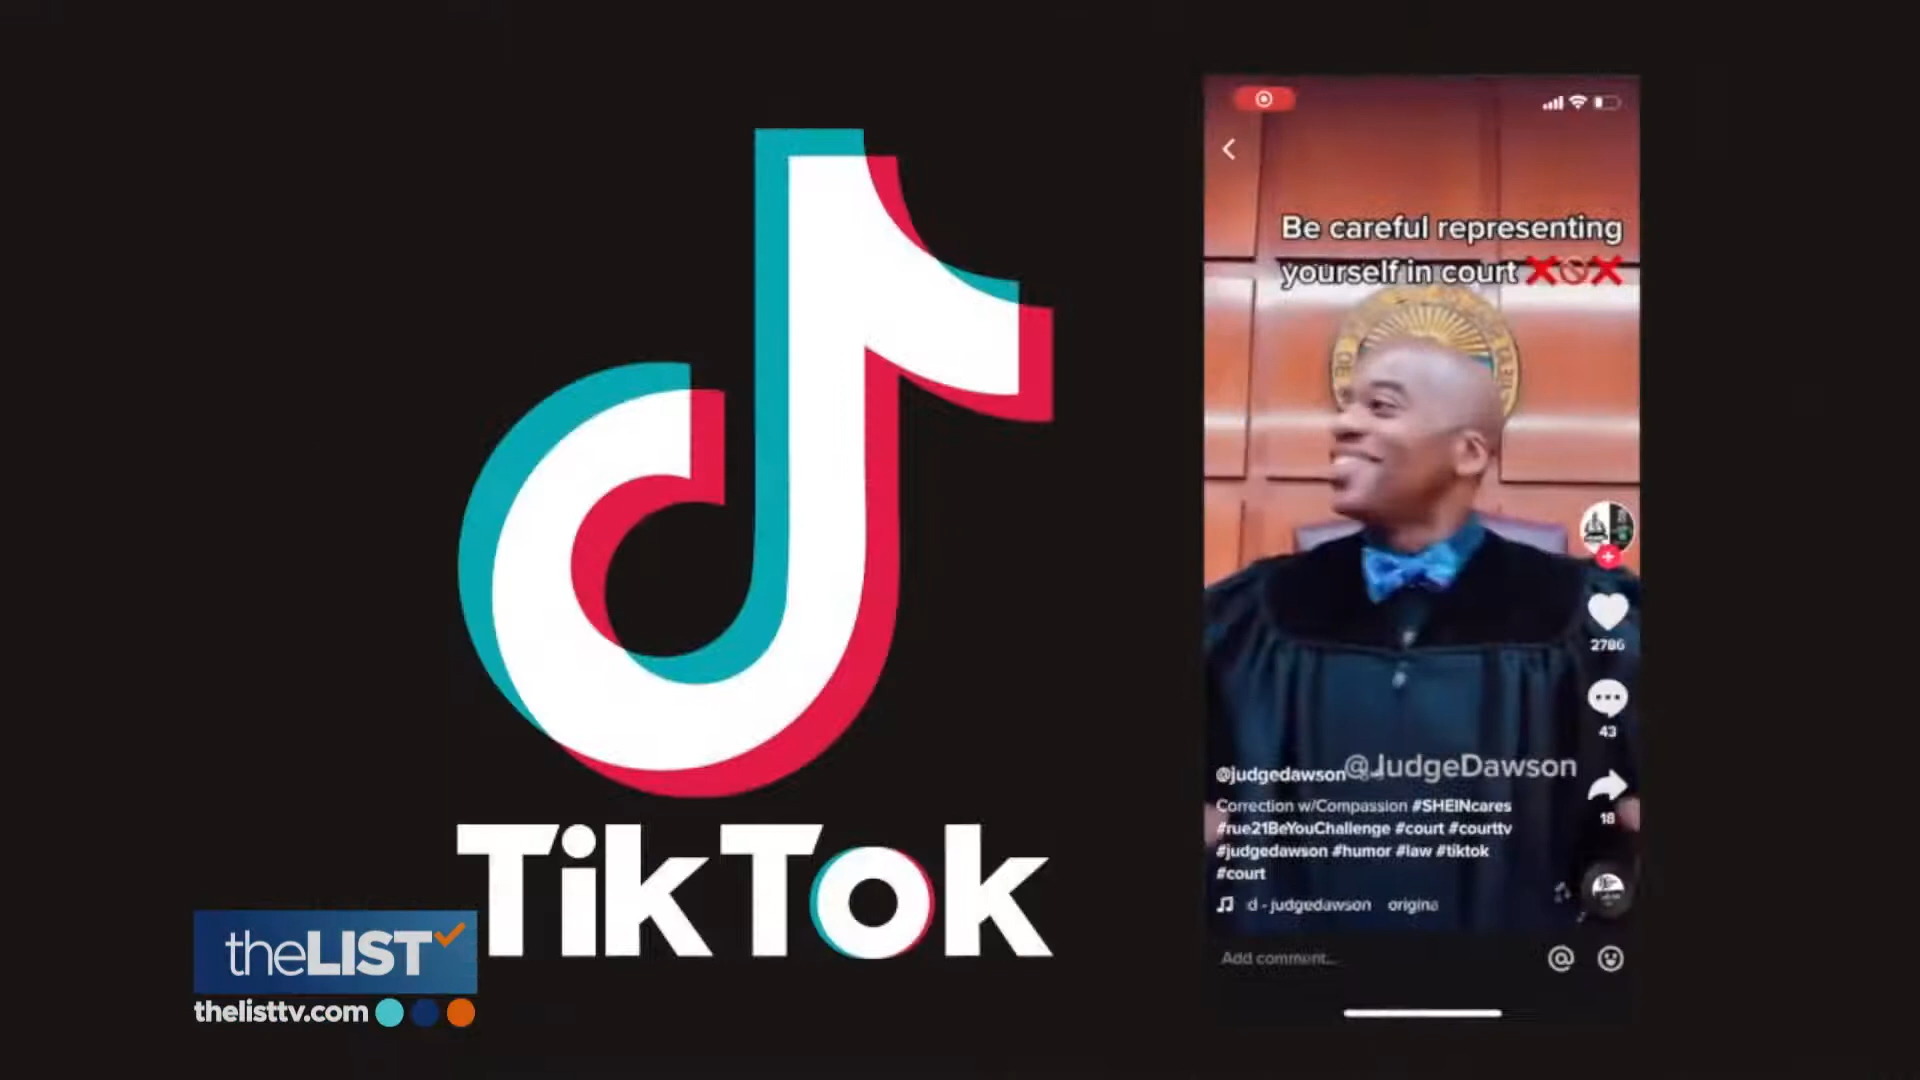 TikTok
theLIST
thelisttv.com
Be careful representing
yourself in court
@JudgeDawson
@judgedawson
Correction w/Compassion #SHEINcares
#rue21BeYouChallenge #court #courttv
#judgedawson #humor #law #tiktok
#court
d - judgedawson origina
Add comment...
2786
43
18